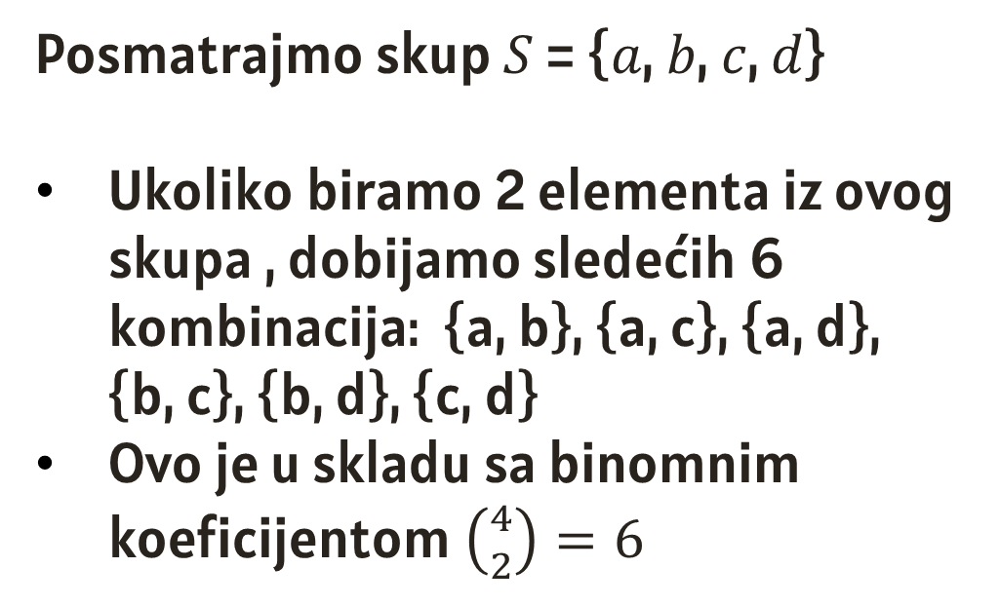 Posmatrajmo skup S = {a, b, c, d}
• Ukoliko biramo 2 elementa iz ovog
skupa , dobijamo sledećih 6
kombinacija: {a, b}, {a, c}, {a, d},
{b, c}, {b, d}, {c, d}
• Ovo je u skladu sa binomnim
koeficijentom (4 2) = 6